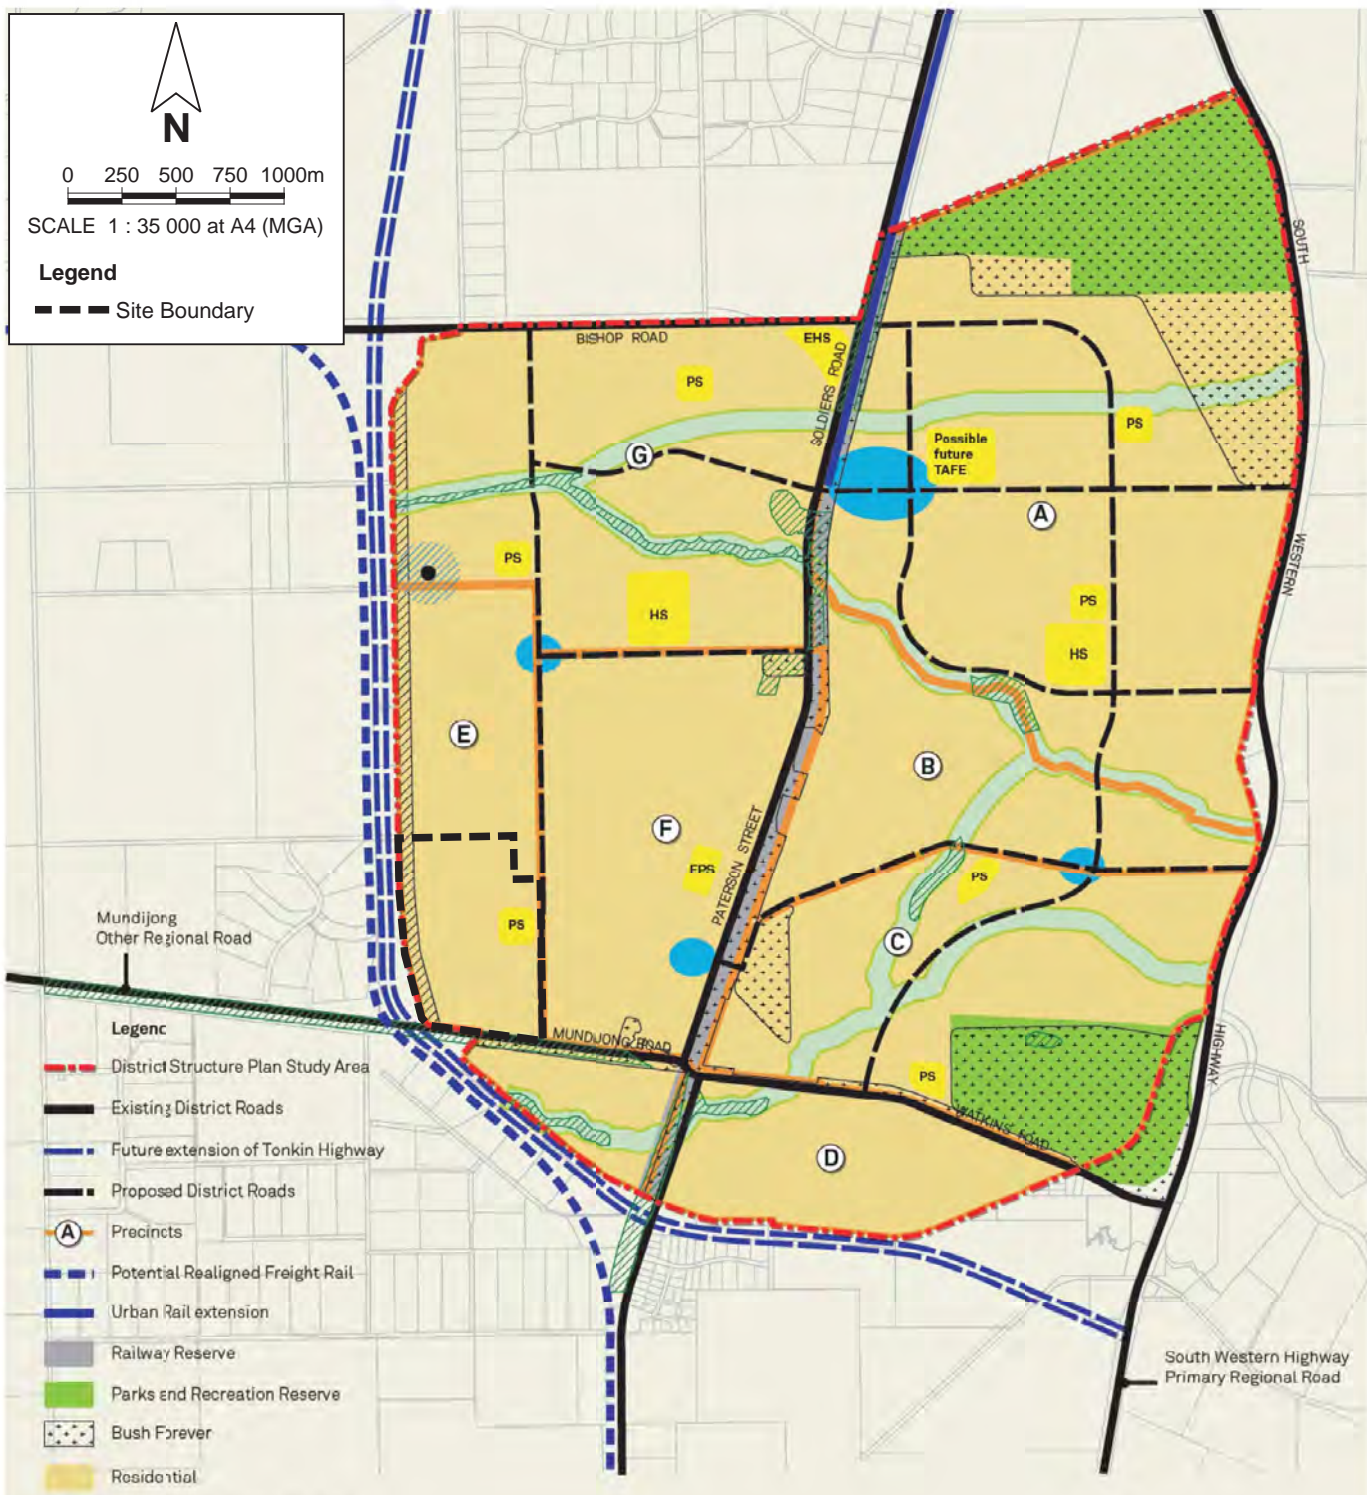 N
0 250 500 750 1000m
SCALE 1 : 35 000 at A4 (MGA)
Legend
Site Boundary
SOUTH
BISHOP ROAD
EHS
SOLDIERS ROAD
PS
PS
G
Possible
future
TAFE
A
WESTERN
PS
HS
PS
HS
E
B
F
PATERSON STREET
EPS
PS
PS
C
Mundijong
Other Regional Road
MUNDIJONG ROAD
HIGHWAY
PS
WATKINS ROAD
D
Legend
District Structure Plan Study Area
Existing District Roads
Future extension of Tonkin Highway
Proposed District Roads
A Precincts
Potential Realigned Freight Rail
Urban Rail extension
Railway Reserve
Parks and Recreation Reserve
Bush Forever
Residential
South Western Highway
Primary Regional Road